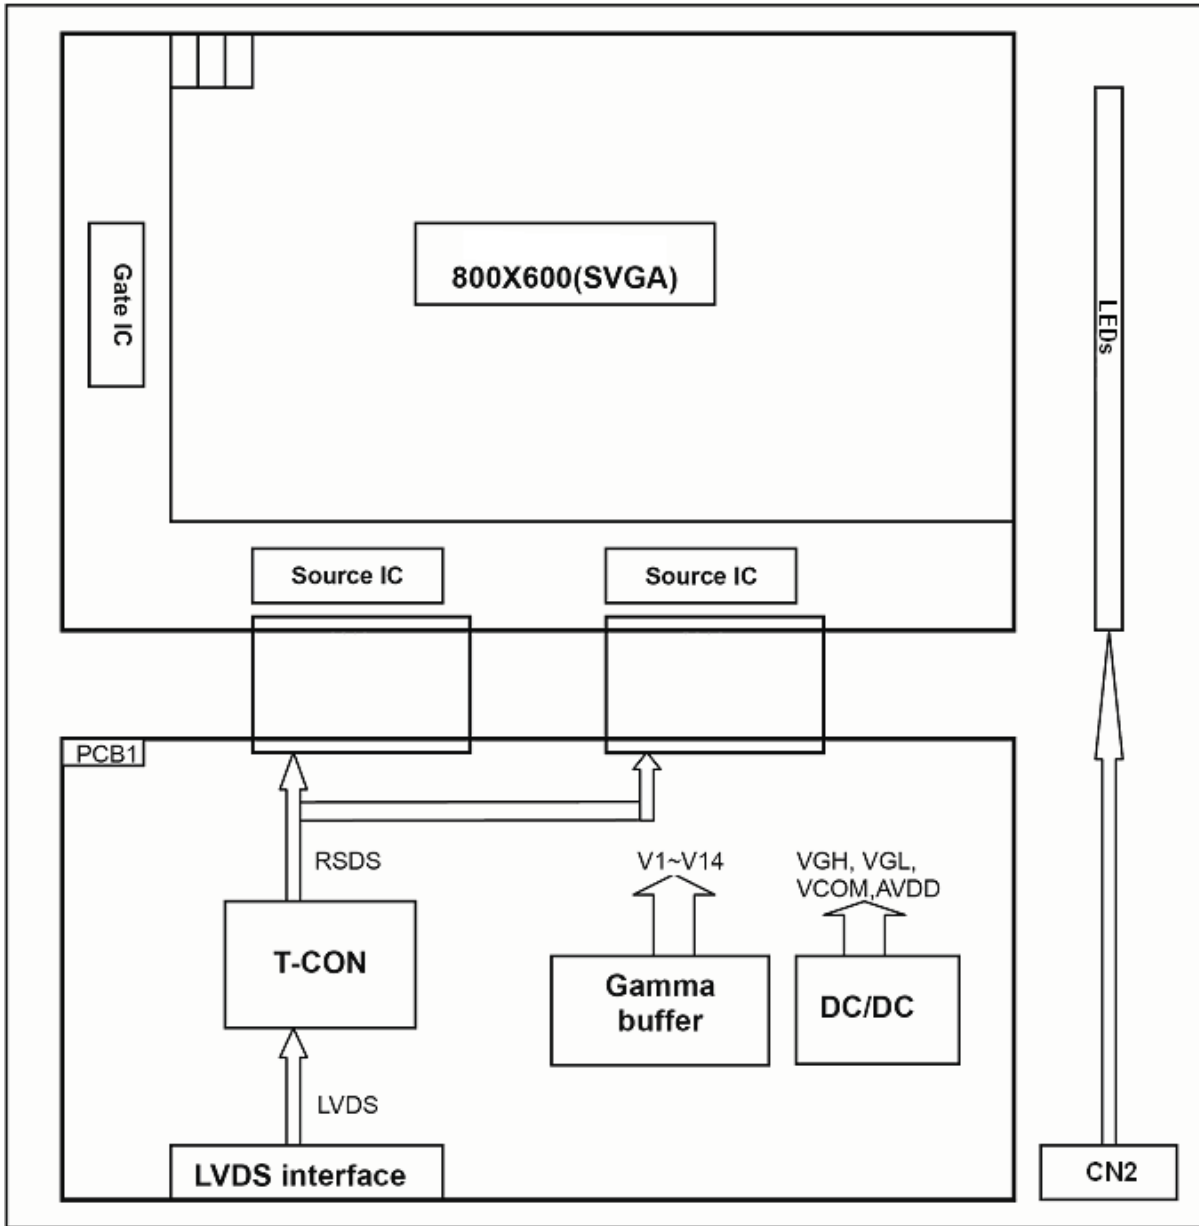 800X600(SVGA)
Gate IC
LEDs
Source IC
Source IC
PCB1
RSDS
V1~V14
VGH, VGL,
VCOM,AVDD
T-CON
Gamma
buffer
DC/DC
LVDS
LVDS interface
CN2